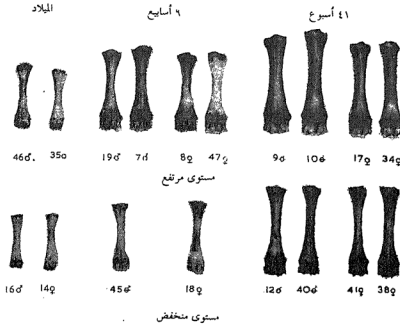 الميلاد ٦ أسابيع ٤١ أسبوع
46♂. 35♀ 19♂ 7♂ 8♀ 47♀ 9♂ 10♂ 17♀ 34♀
مستوى مرتفع
16♂ 14♀ 45♂ 18♀ 12♂ 40♂ 41♀ 38♀
مستوى منخفض